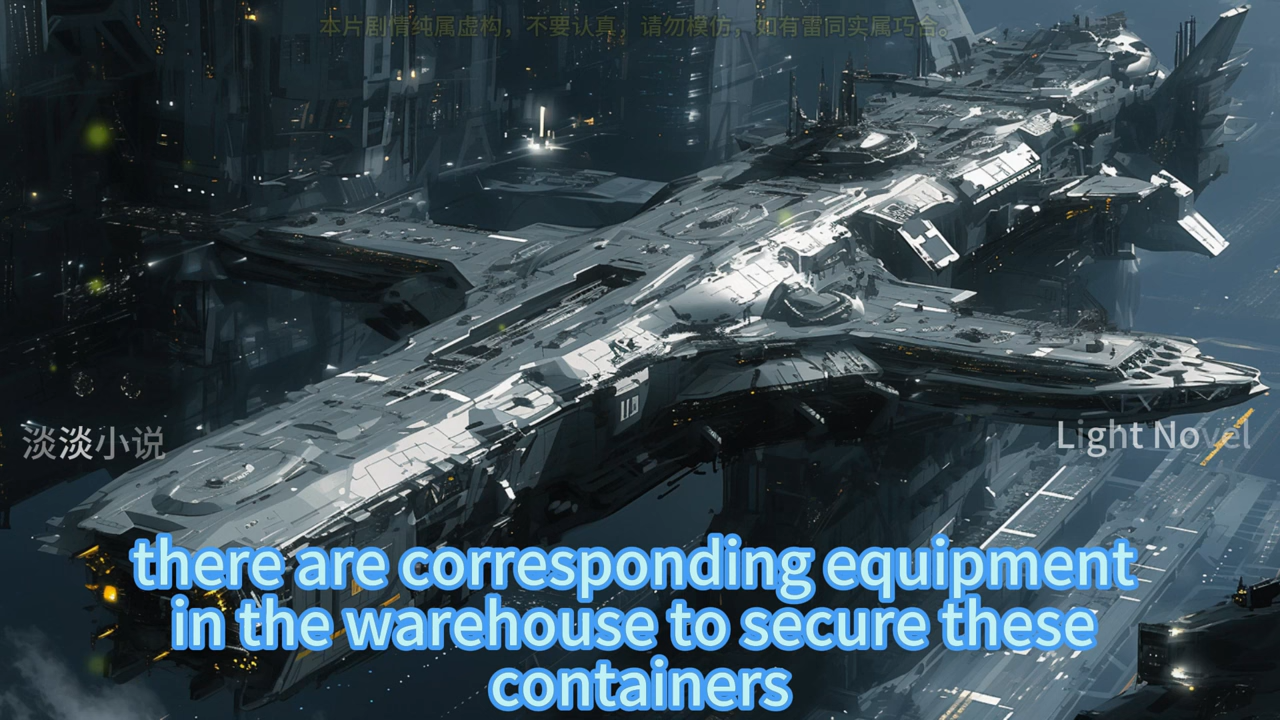 本片剧情纯属虚构，不要认真，请勿模仿，如有雷同实属巧合。
淡淡小说
Light Novel
there are corresponding equipment
in the warehouse to secure these
containers